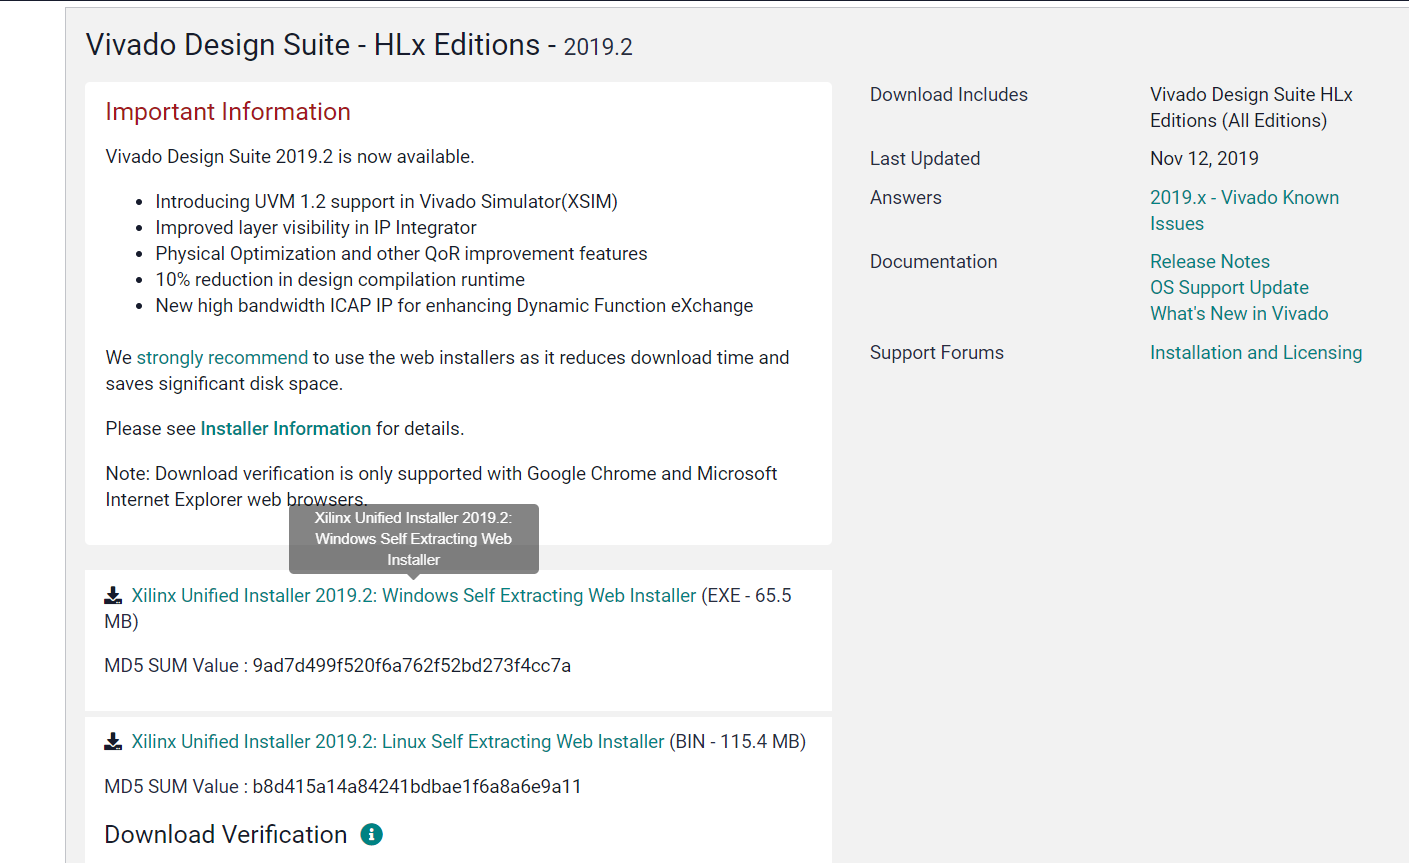 Vivado Design Suite - HLx Editions - 2019.2
Important Information
Vivado Design Suite 2019.2 is now available.
• Introducing UVM 1.2 support in Vivado Simulator(XSIM)
• Improved layer visibility in IP Integrator
• Physical Optimization and other QoR improvement features
• 10% reduction in design compilation runtime
• New high bandwidth ICAP IP for enhancing Dynamic Function eXchange
We strongly recommend to use the web installers as it reduces download time and
saves significant disk space.
Please see Installer Information for details.
Note: Download verification is only supported with Google Chrome and Microsoft
Internet Explorer web browsers.
Xilinx Unified Installer 2019.2:
Windows Self Extracting Web
Installer
Xilinx Unified Installer 2019.2: Windows Self Extracting Web Installer (EXE - 65.5
MB)
MD5 SUM Value : 9ad7d499f520f6a762f52bd273f4cc7a
Xilinx Unified Installer 2019.2: Linux Self Extracting Web Installer (BIN - 115.4 MB)
MD5 SUM Value : b8d415a14a84241bdbae1f6a8a6e9a11
Download Verification
Download Includes
Vivado Design Suite HLx
Editions (All Editions)
Last Updated
Nov 12, 2019
Answers
2019.x - Vivado Known
Issues
Documentation
Release Notes
OS Support Update
What's New in Vivado
Support Forums
Installation and Licensing